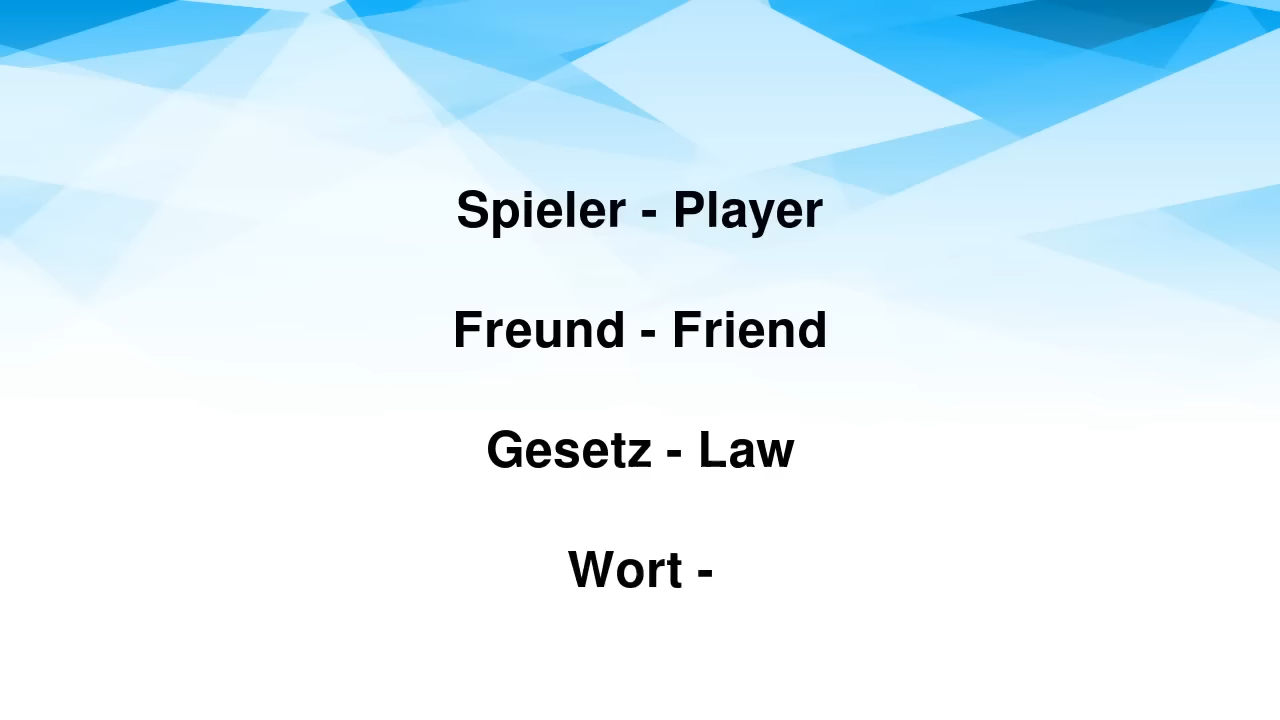 Spieler - Player
Freund - Friend
Gesetz - Law
Wort -